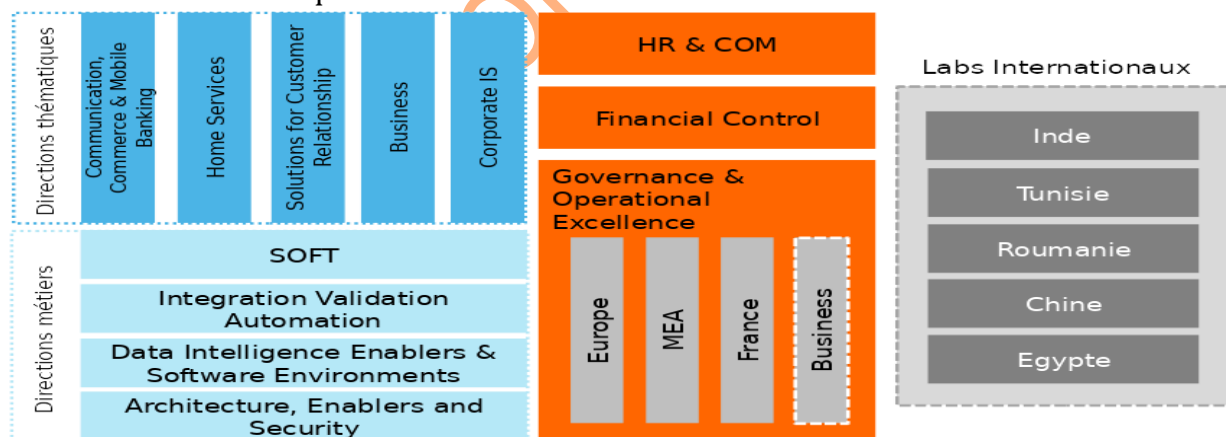 Directions thématiques
Communication,
Commerce & Mobile
Banking
Home Services
Solutions for Customer
Relationship
Business
Corporate IS
Directions métiers
SOFT
Integration Validation
Automation
Data Intelligence Enablers &
Software Environments
Architecture, Enablers and
Security
HR & COM
Financial Control
Governance &
Operational
Excellence
Europe
MEA
France
Business
Labs Internationaux
Inde
Tunisie
Roumanie
Chine
Egypte